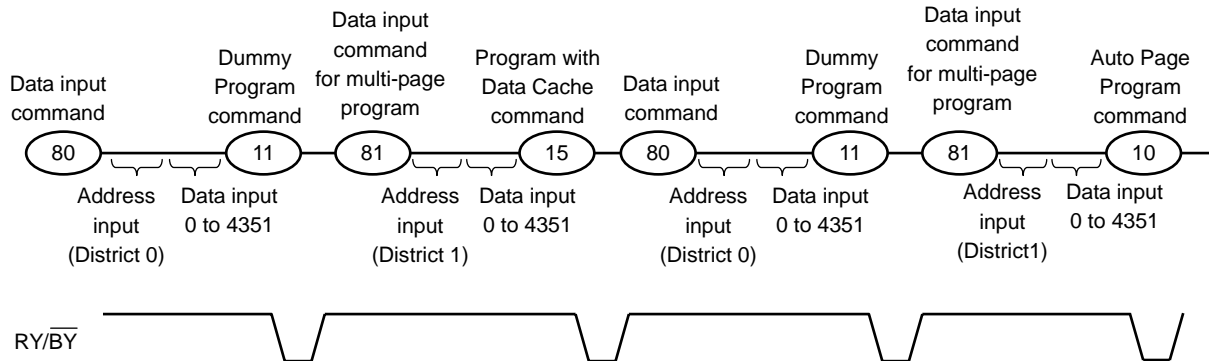 Data input
command
Dummy
Program
command
Data input
command
for multi-page
program
Program with
Data Cache
command
Data input
command
Dummy
Program
command
Data input
command
for multi-page
program
Auto Page
Program
command
80
11
81
15
80
11
81
10
Address
input
(District 0)
Data input
0 to 4351
Address
input
(District 1)
Data input
0 to 4351
Address
input
(District 0)
Data input
0 to 4351
Address
input
(District1)
Data input
0 to 4351
RY/B̅Y̅